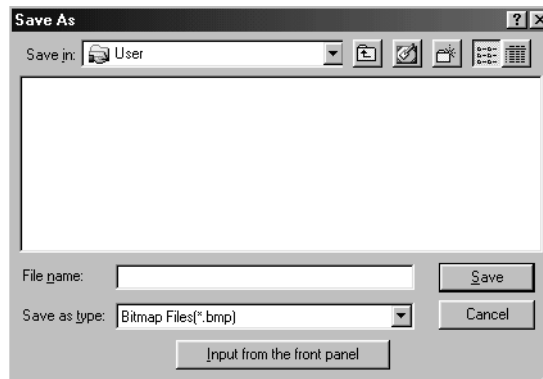 Save As
Save in: User
File name:
Save
Save as type: Bitmap Files(*.bmp)
Cancel
Input from the front panel